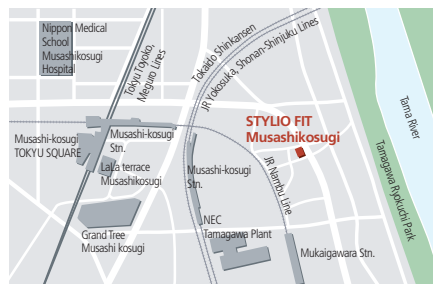 Nippon Medical
School
Musashikosugi
Hospital
Tokyu Toyoko,
Meguro Lines
Tokaido Shinkansen
JR Yokosuka, Shonan-Shinjuku Lines
Tama River
Tamagawa Ryokuchi Park
STYLIO FIT
Musashikosugi
Musashi-kosugi
TOKYU SQUARE
Musashi-kosugi
Stn.
LaLa terrace
Musashikosugi
Musashi-kosugi
Stn.
JR Nambu Line
Grand Tree
Musashi kosugi
NEC
Tamagawa Plant
Mukaigawara Stn.